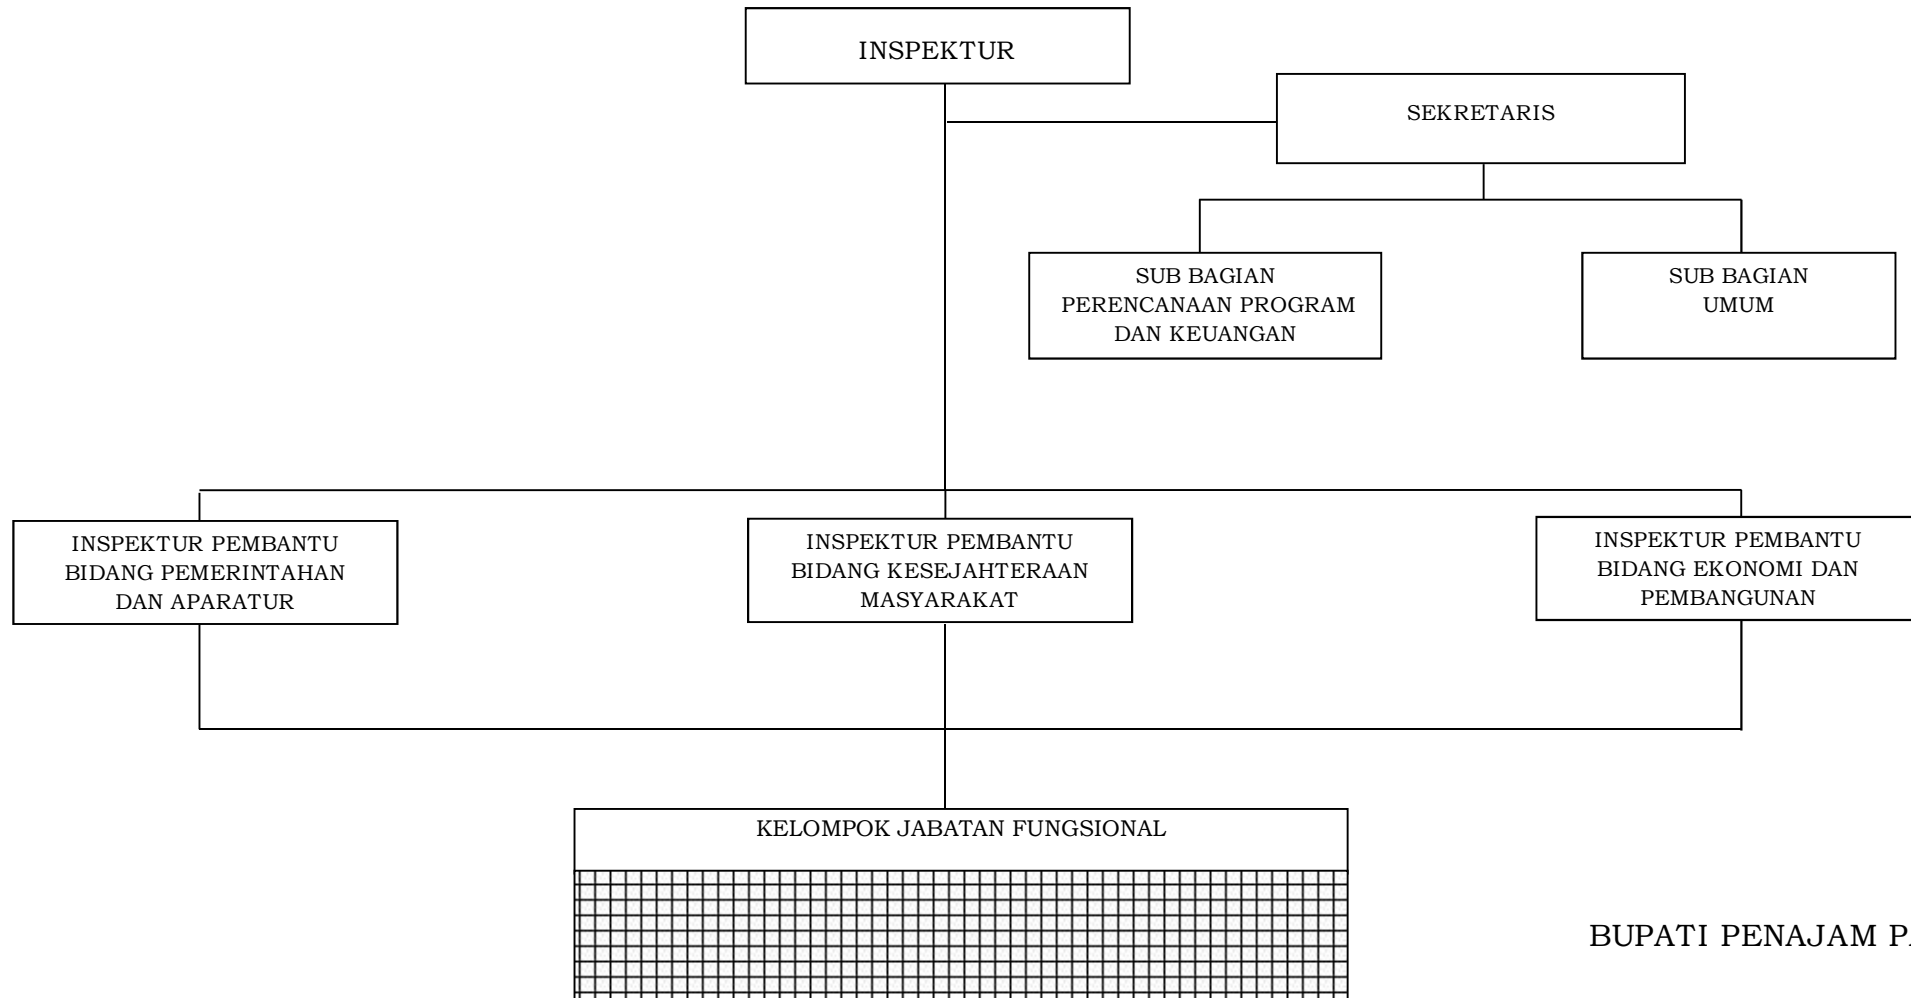 INSPEKTUR
SEKRETARIS
SUB BAGIAN
PERENCANAAN PROGRAM
DAN KEUANGAN
SUB BAGIAN
UMUM
INSPEKTUR PEMBANTU
BIDANG PEMERINTAHAN
DAN APARATUR
INSPEKTUR PEMBANTU
BIDANG KESEJAHTERAAN
MASYARAKAT
INSPEKTUR PEMBANTU
BIDANG EKONOMI DAN
PEMBANGUNAN
KELOMPOK JABATAN FUNGSIONAL
BUPATI PENAJAM